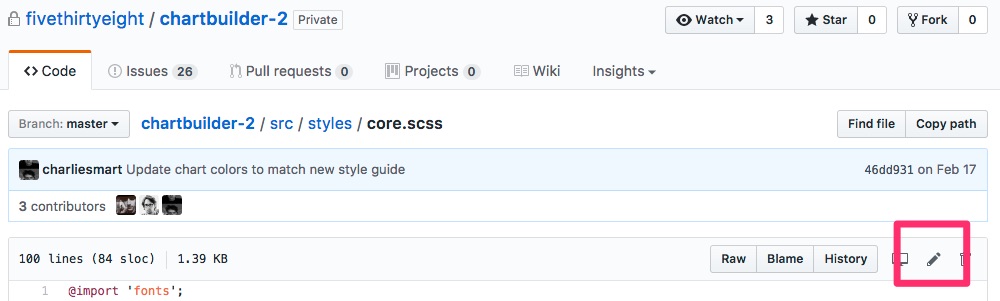 fivethirtyeight / chartbuilder-2 Private Watch 3 Star 0 Fork 0
Code Issues 26 Pull requests 0 Projects 0 Wiki Insights
Branch: master chartbuilder-2 / src / styles / core.scss Find file Copy path
charliesmart Update chart colors to match new style guide 46dd931 on Feb 17
3 contributors
100 lines (84 sloc) 1.39 KB Raw Blame History
1 @import 'fonts';